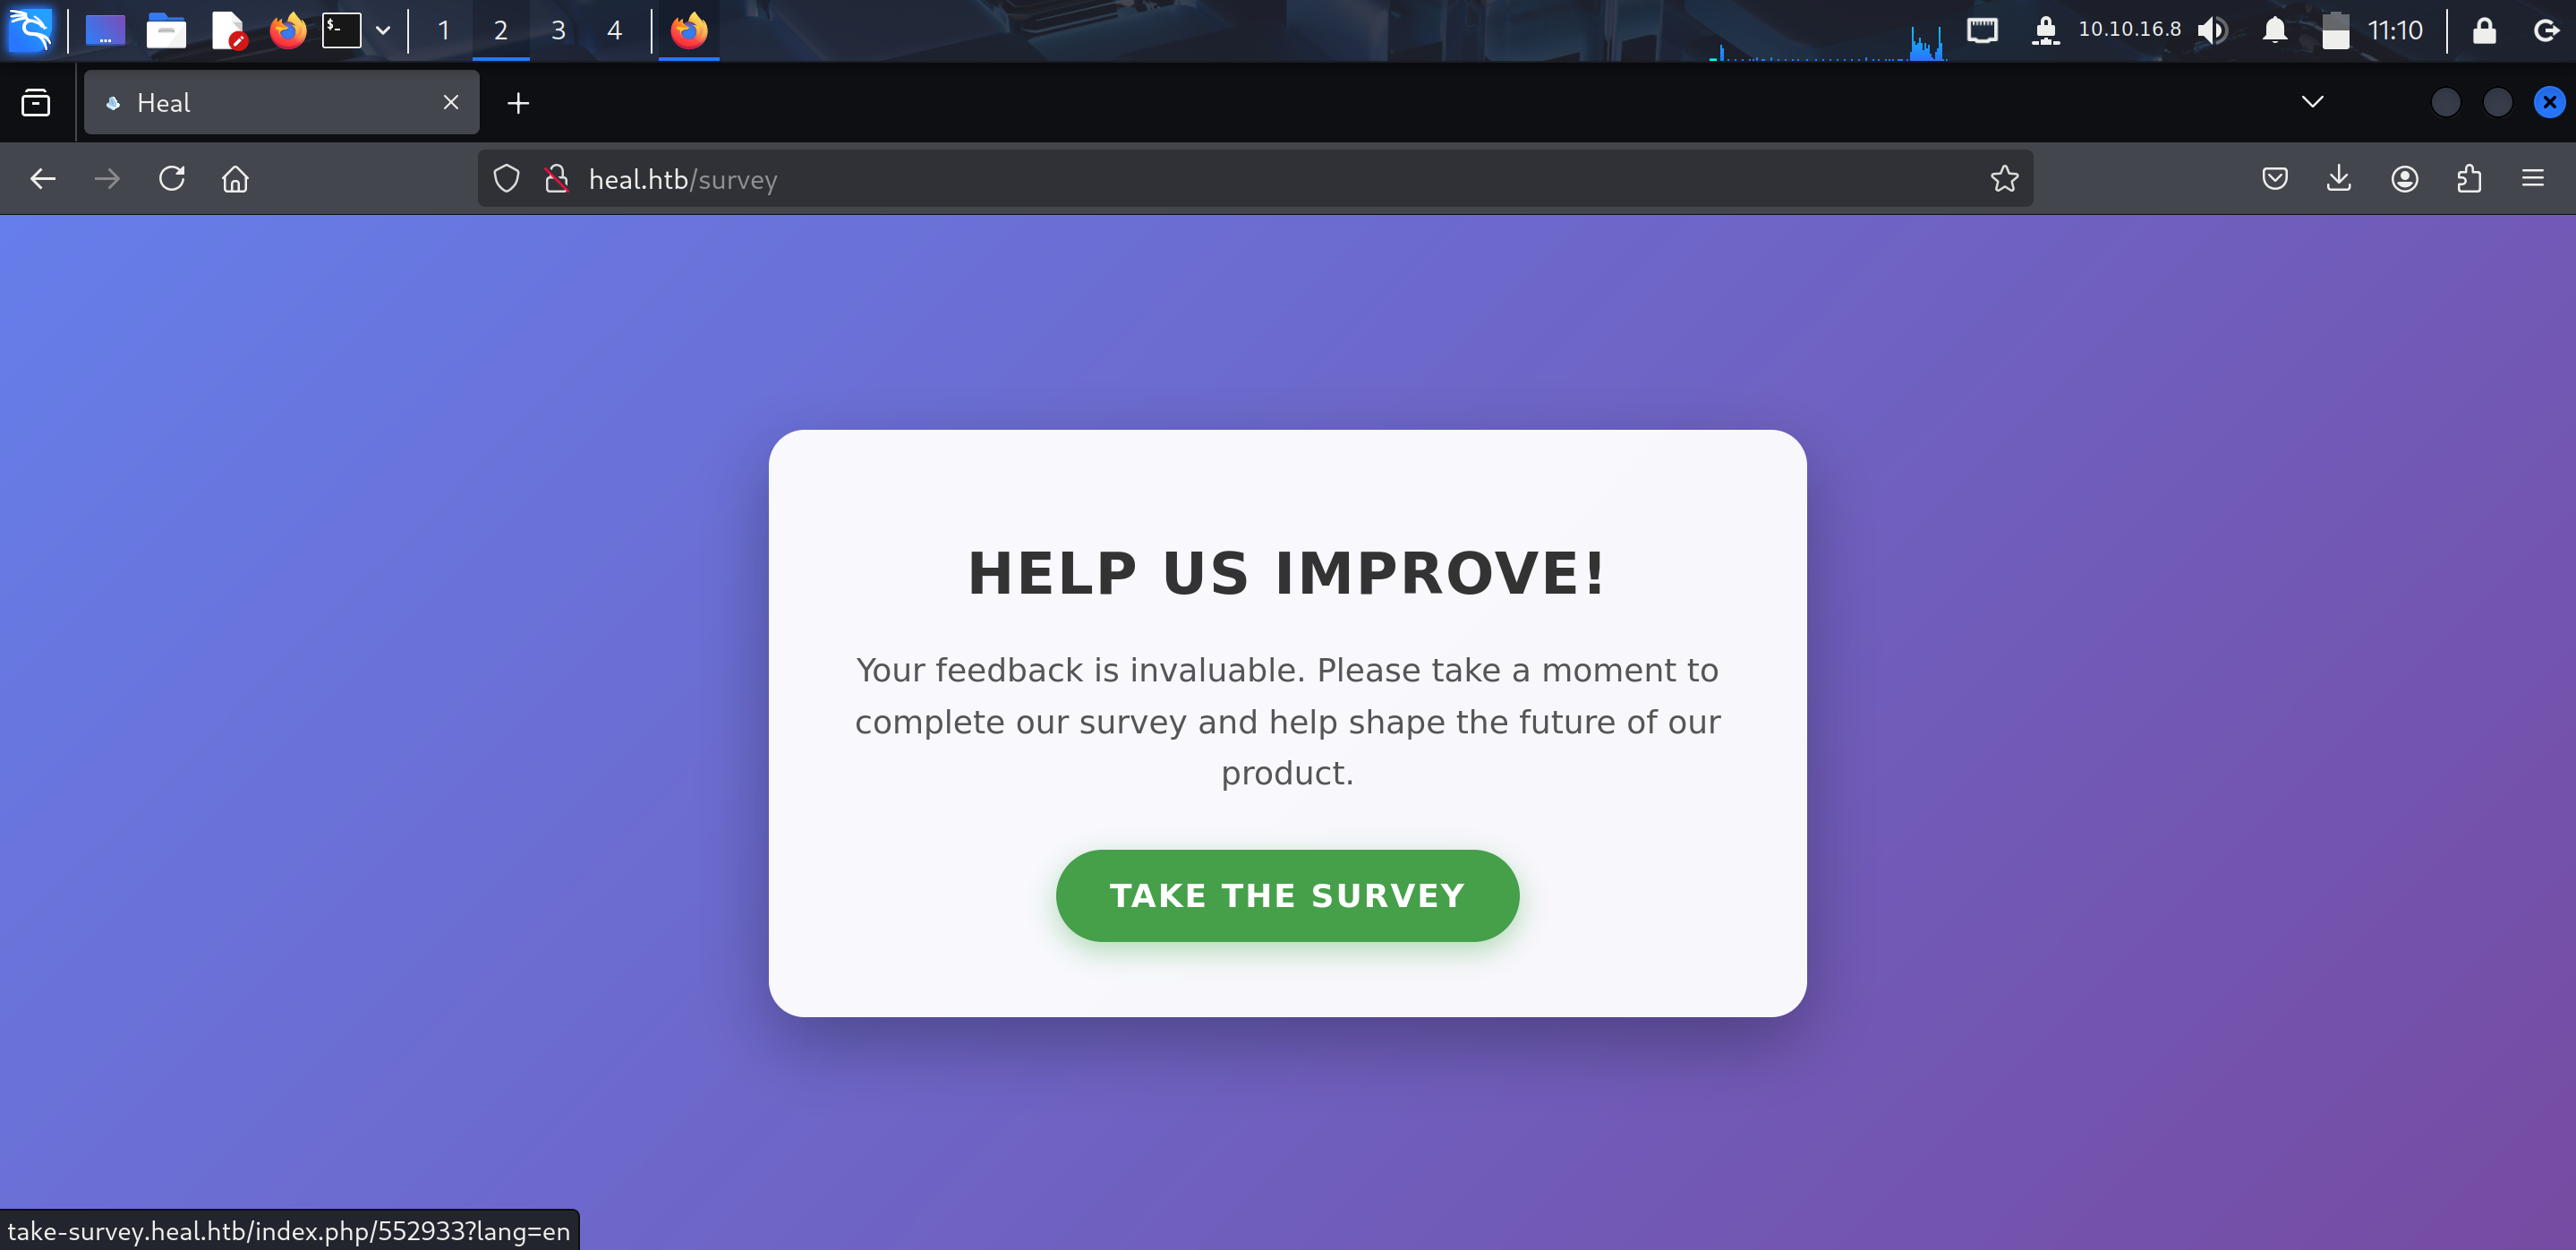 1 2 3 4 10.10.16.8 11:10
Heal
heal.htb/survey
HELP US IMPROVE!
Your feedback is invaluable. Please take a moment to
complete our survey and help shape the future of our
product.
TAKE THE SURVEY
take-survey.heal.htb/index.php/552933?lang=en